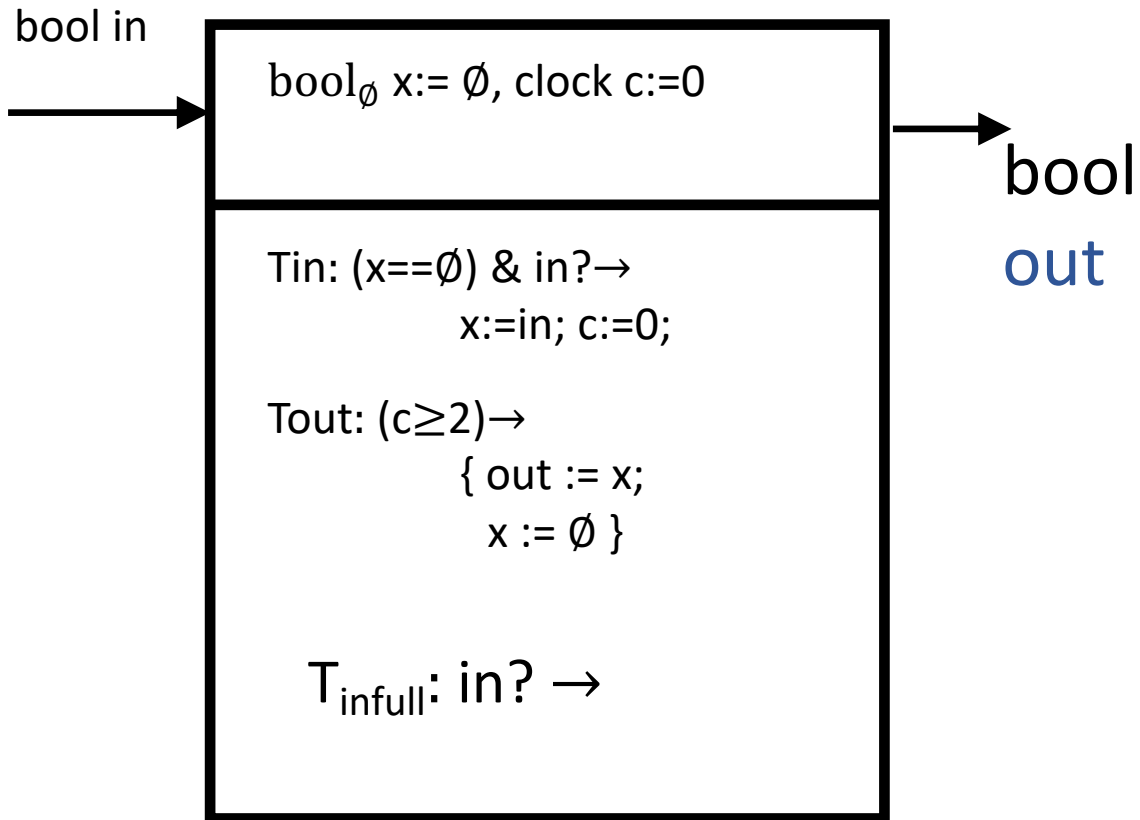 bool in
bool∅ x:= Ø, clock c:=0
bool
out
Tin: (x==Ø) & in?→
x:=in; c:=0;
Tout: (c≥2)→
{ out := x;
x := Ø }
Tinfull: in? →